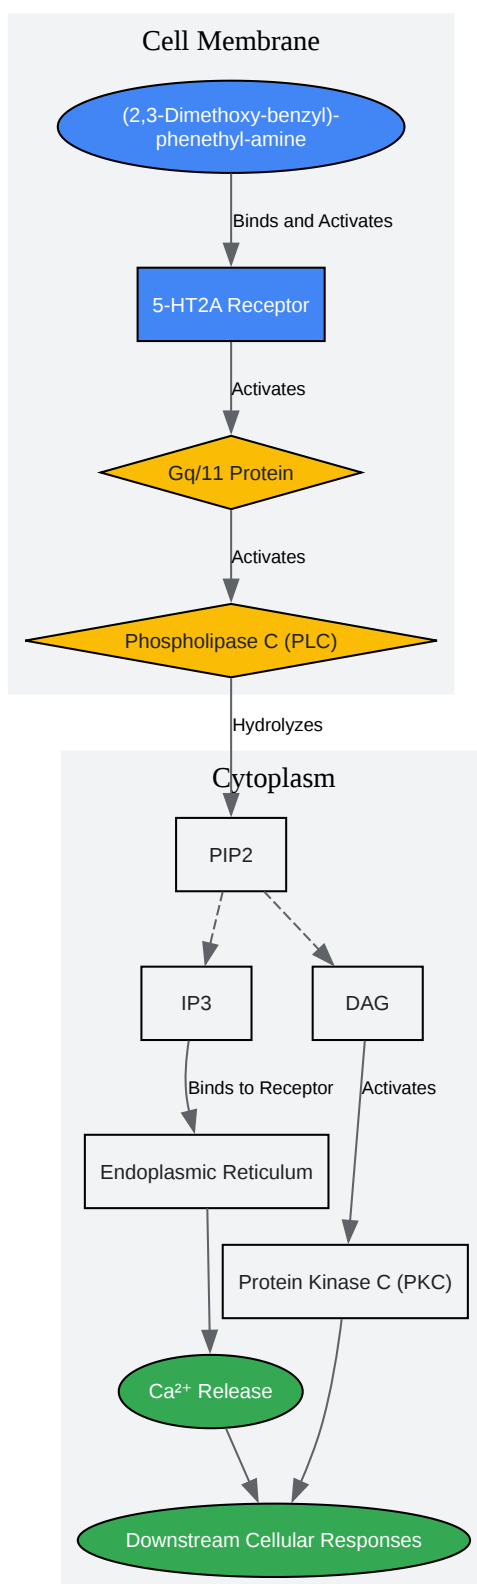 Cell Membrane
(2,3-Dimethoxy-benzyl)-
phenethyl-amine
Binds and Activates
5-HT2A Receptor
Activates
Gq/11 Protein
Activates
Phospholipase C (PLC)
Hydrolyzes
Cytoplasm
PIP2
IP3
DAG
Binds to Receptor
Activates
Endoplasmic Reticulum
Protein Kinase C (PKC)
Ca²⁺ Release
Downstream Cellular Responses